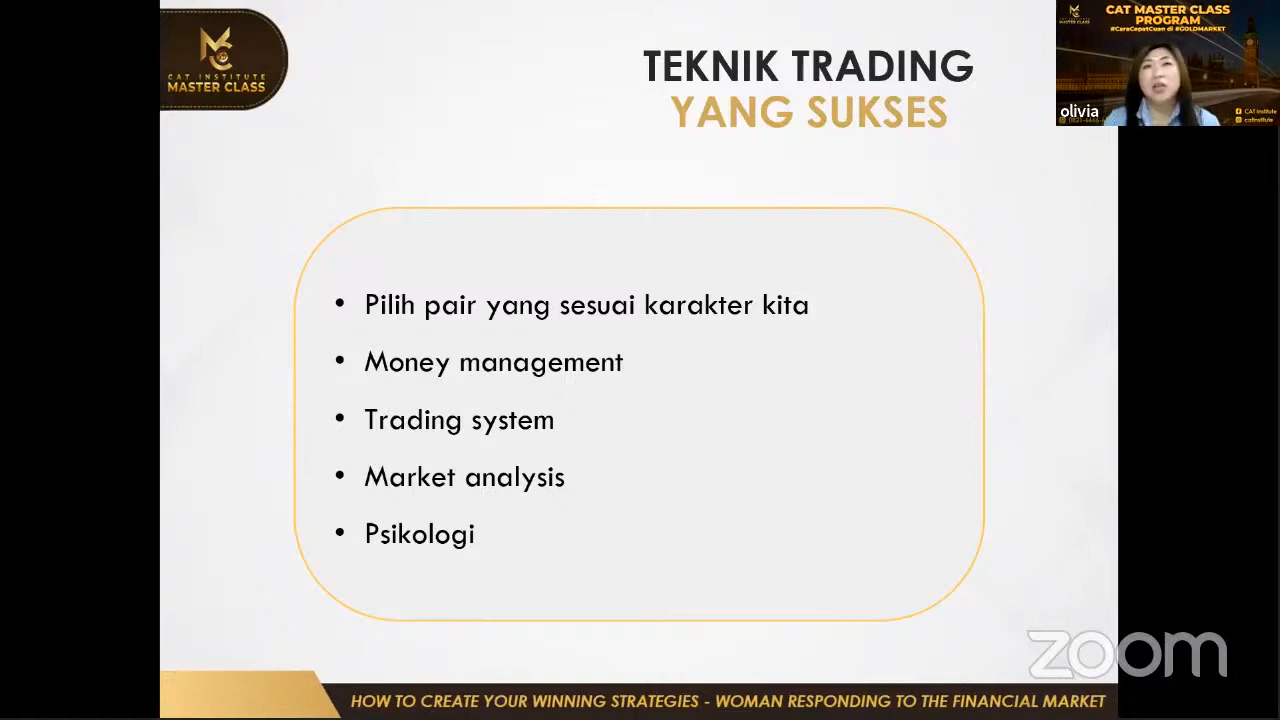 CAT INSTITUTE
MASTER CLASS
TEKNIK TRADING
YANG SUKSES
CAT MASTER CLASS
PROGRAM
#CaraCepatCuan di #GOLDMARKET
olivia
CAT Institute
catinstitute
• Pilih pair yang sesuai karakter kita
• Money management
• Trading system
• Market analysis
• Psikologi
zoom
HOW TO CREATE YOUR WINNING STRATEGIES - WOMAN RESPONDING TO THE FINANCIAL MARKET